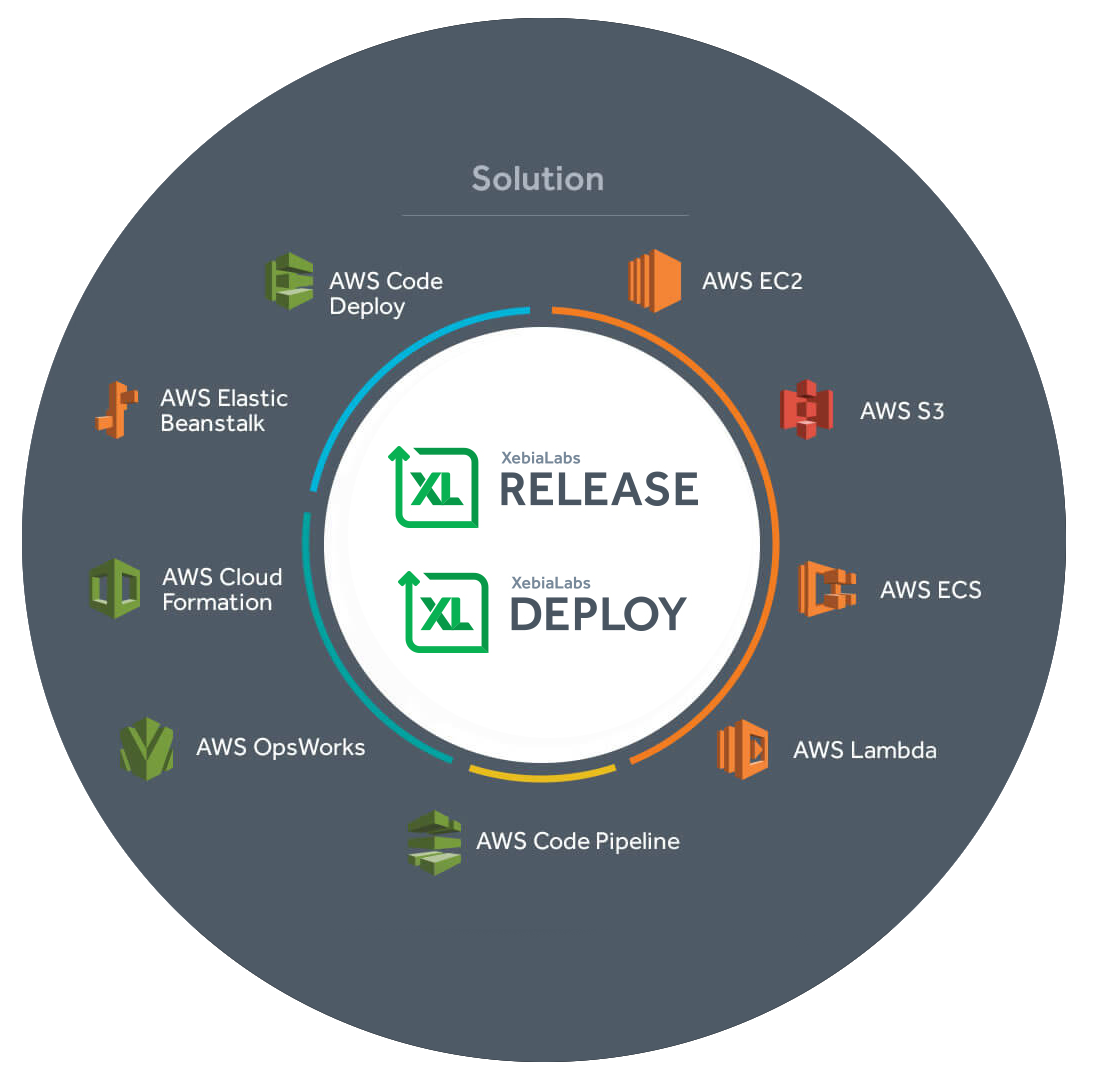 Solution
AWS Code
Deploy
AWS EC2
AWS Elastic
Beanstalk
AWS S3
XebiaLabs
XL RELEASE
AWS Cloud
Formation
XebiaLabs
XL DEPLOY
AWS ECS
AWS OpsWorks
AWS Lambda
AWS Code Pipeline